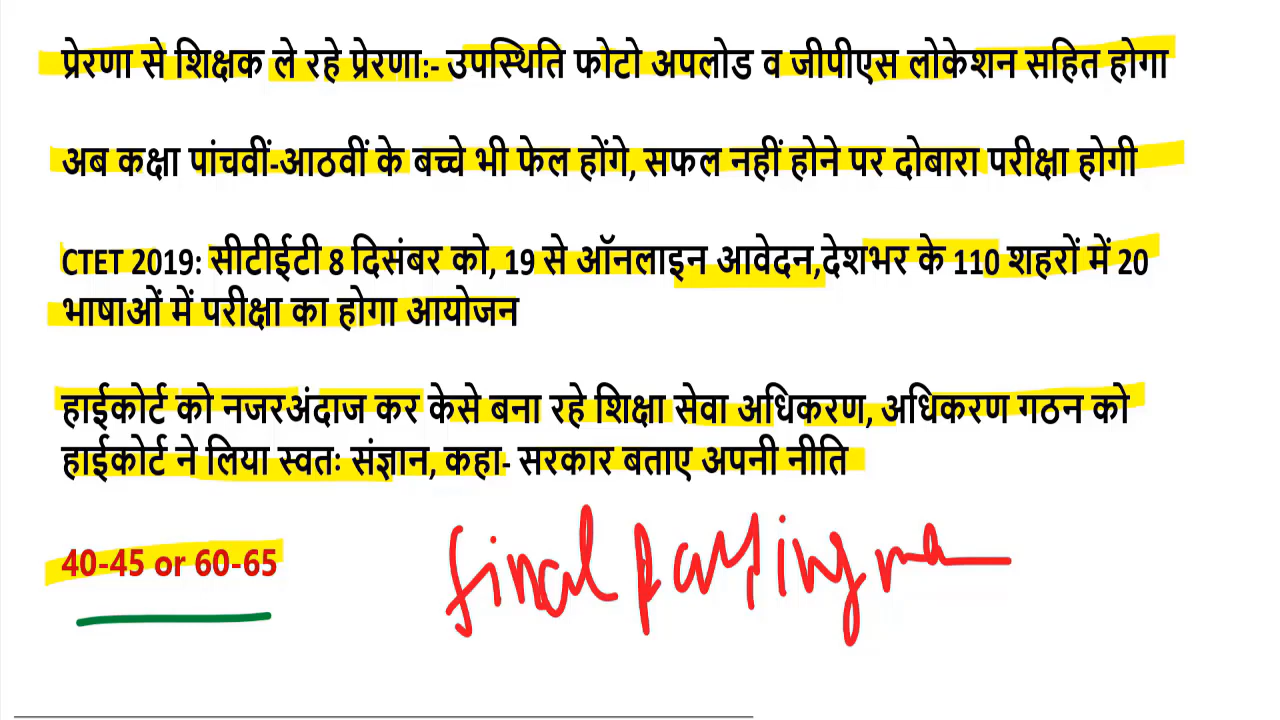 प्रेरणा से शिक्षक ले रहे प्रेरणा:- उपस्थिति फोटो अपलोड व जीपीएस लोकेशन सहित होगा
अब कक्षा पांचवीं-आठवीं के बच्चे भी फेल होंगे, सफल नहीं होने पर दोबारा परीक्षा होगी
CTET 2019: सीटीईटी 8 दिसंबर को, 19 से ऑनलाइन आवेदन,देशभर के 110 शहरों में 20
भाषाओं में परीक्षा का होगा आयोजन
हाईकोर्ट को नजरअंदाज कर केसे बना रहे शिक्षा सेवा अधिकरण, अधिकरण गठन को
हाईकोर्ट ने लिया स्वतः संज्ञान, कहा- सरकार बताए अपनी नीति
40-45 or 60-65
final passing ma